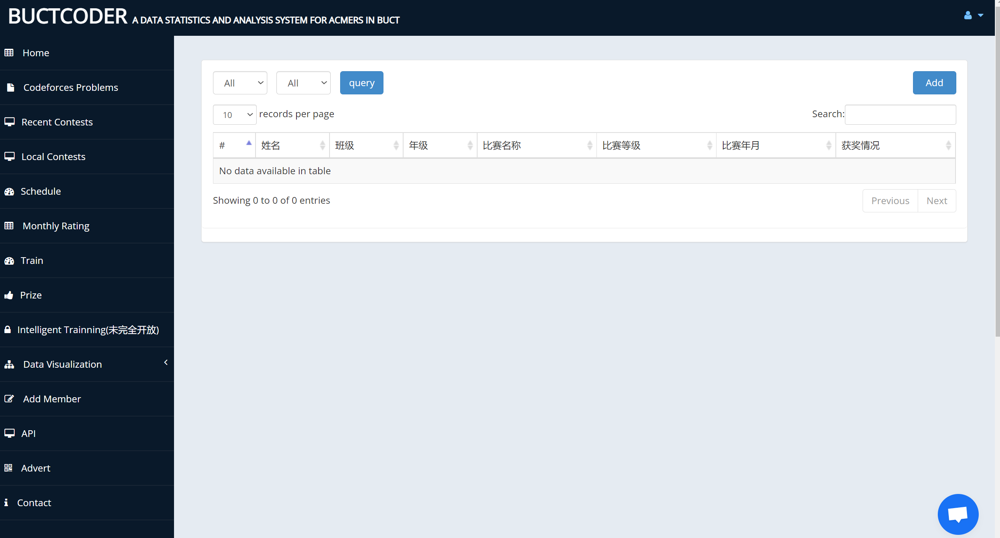 BUCTCODER A DATA STATISTICS AND ANALYSIS SYSTEM FOR ACMERS IN BUCT
Home
Codeforces Problems
Recent Contests
Local Contests
Schedule
Monthly Rating
Train
Prize
Intelligent Trainning(未完全开放)
Data Visualization
Add Member
API
Advert
Contact
All All query Add
10 records per page Search:
# 姓名 班级 年级 比赛名称 比赛等级 比赛年月 获奖情况
No data available in table
Showing 0 to 0 of 0 entries Previous Next